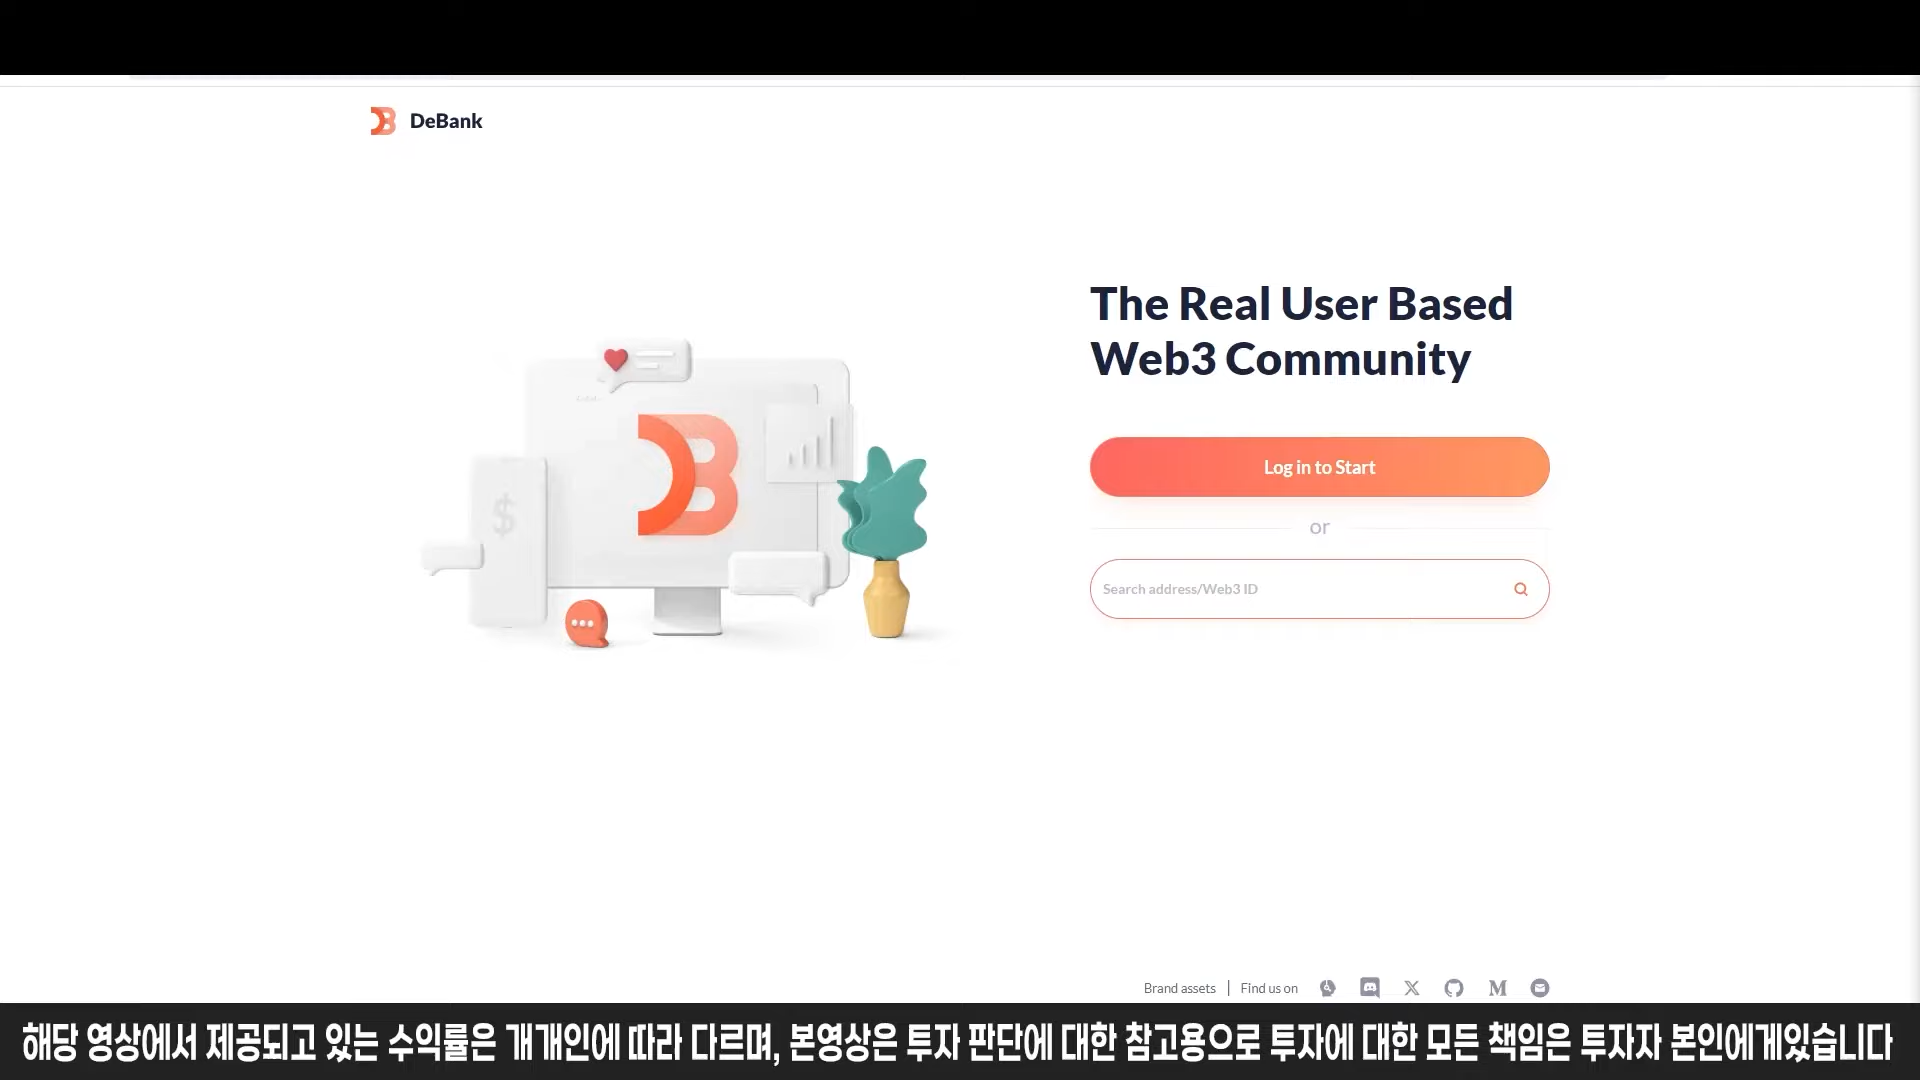 DeBank
The Real User Based
Web3 Community
Log in to Start
or
Search address/Web3 ID
$
Brand assets | Find us on
해당 영상에서 제공되고 있는 수익률은 개개인에 따라 다르며, 본영상은 투자 판단에 대한 참고용으로 투자에 대한 모든 책임은 투자자 본인에게있습니다